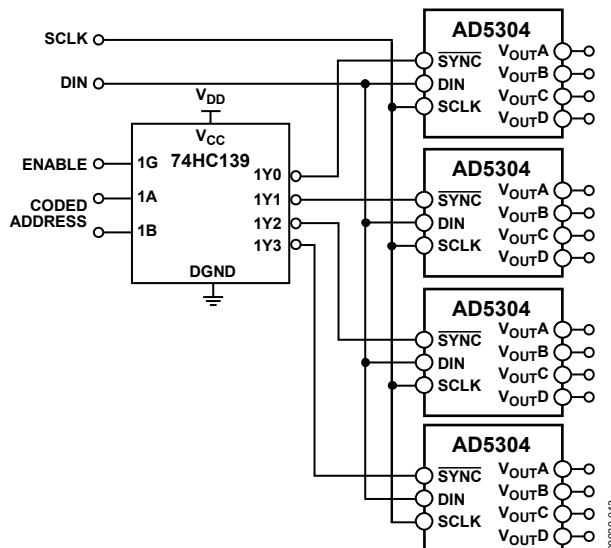 SCLK
DIN
VDD
VCC
74HC139
ENABLE
1G
CODED
ADDRESS
1A
1B
1Y0
1Y1
1Y2
1Y3
DGND
AD5304
SYNC
DIN
SCLK
VOUTA
VOUTB
VOUTC
VOUTD
AD5304
SYNC
DIN
SCLK
VOUTA
VOUTB
VOUTC
VOUTD
AD5304
SYNC
DIN
SCLK
VOUTA
VOUTB
VOUTC
VOUTD
AD5304
SYNC
DIN
SCLK
VOUTA
VOUTB
VOUTC
VOUTD